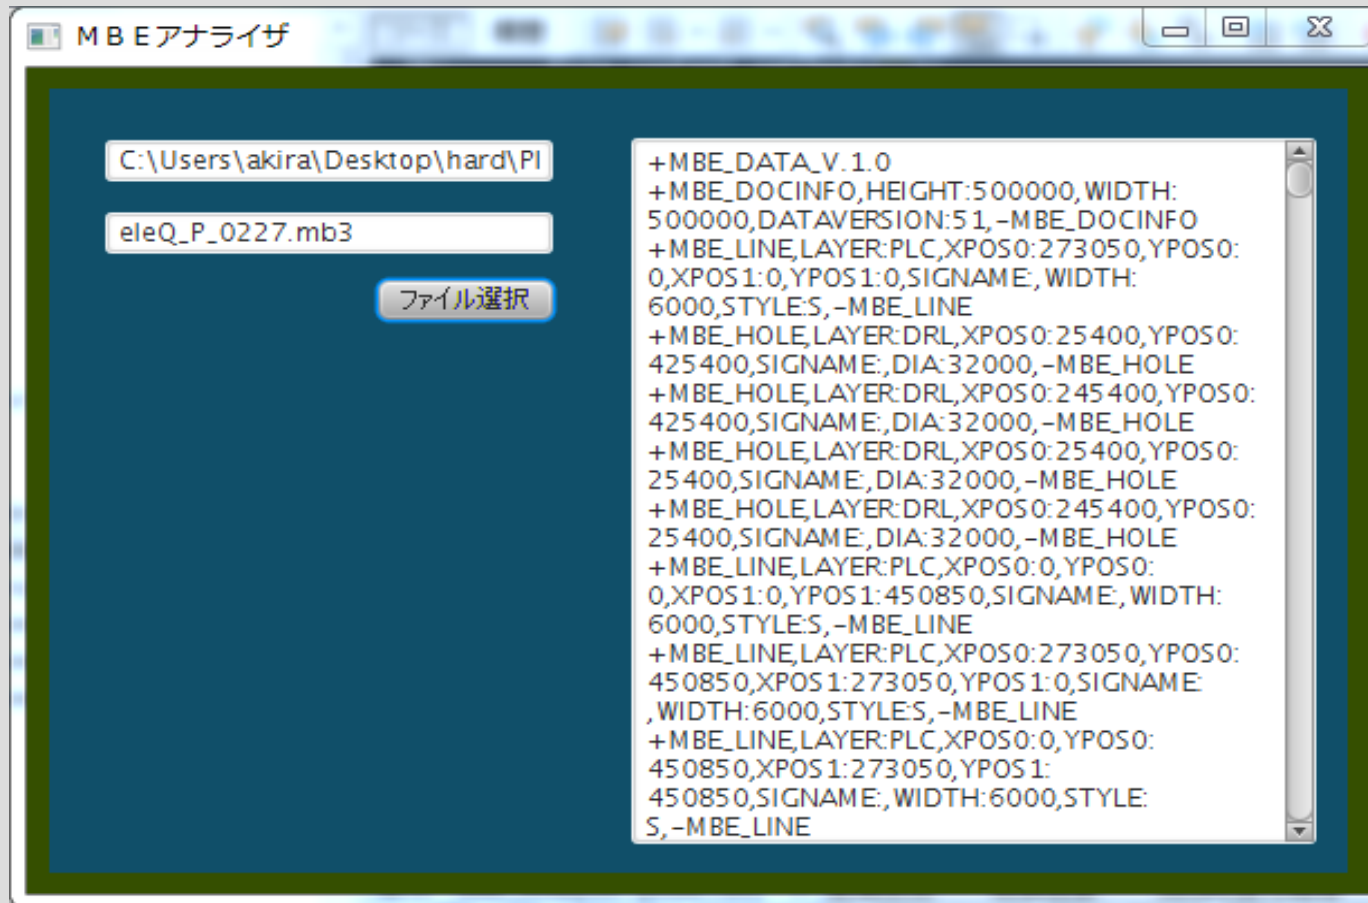 MBEアナライザ
C:\Users\akira\Desktop\hard\Pl
eleQ_P_0227.mb3
ファイル選択
+MBE_DATA_V.1.0
+MBE_DOCINFO,HEIGHT:500000,WIDTH:
500000,DATAVERSION:51,-MBE_DOCINFO
+MBE_LINE,LAYER:PLC,XPOS0:273050,YPOS0:
0,XPOS1:0,YPOS1:0,SIGNAME:,WIDTH:
6000,STYLE:S,-MBE_LINE
+MBE_HOLE,LAYER:DRL,XPOS0:25400,YPOS0:
425400,SIGNAME:,DIA:32000,-MBE_HOLE
+MBE_HOLE,LAYER:DRL,XPOS0:245400,YPOS0:
425400,SIGNAME:,DIA:32000,-MBE_HOLE
+MBE_HOLE,LAYER:DRL,XPOS0:25400,YPOS0:
25400,SIGNAME:,DIA:32000,-MBE_HOLE
+MBE_HOLE,LAYER:DRL,XPOS0:245400,YPOS0:
25400,SIGNAME:,DIA:32000,-MBE_HOLE
+MBE_LINE,LAYER:PLC,XPOS0:0,YPOS0:
0,XPOS1:0,YPOS1:450850,SIGNAME:,WIDTH:
6000,STYLE:S,-MBE_LINE
+MBE_LINE,LAYER:PLC,XPOS0:273050,YPOS0:
450850,XPOS1:273050,YPOS1:0,SIGNAME:
,WIDTH:6000,STYLE:S,-MBE_LINE
+MBE_LINE,LAYER:PLC,XPOS0:0,YPOS0:
450850,XPOS1:273050,YPOS1:
450850,SIGNAME:,WIDTH:6000,STYLE:
S,-MBE_LINE